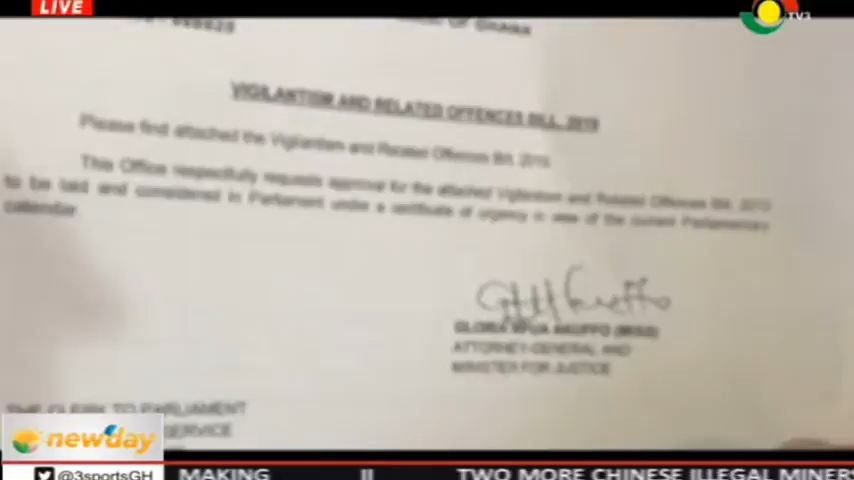 LIVE
TV3
VIGILANTISM AND RELATED OFFENCES BILL, 2019
Please find attached the Vigilantism and Related Offences Bill, 2019.
This Office respectfully requests approval for the attached Vigilantism and Related Offences Bill, 2019
to be laid and considered in Parliament under a certificate of urgency in view of the current Parliamentary
calendar.
GLORIA AFUA AKUFFO (MISS)
ATTORNEY-GENERAL AND
MINISTER FOR JUSTICE
THE CLERK TO PARLIAMENT
SERVICE
newday
@3sportsGH
MAKING || TWO MORE CHINESE ILLEGAL MINERS